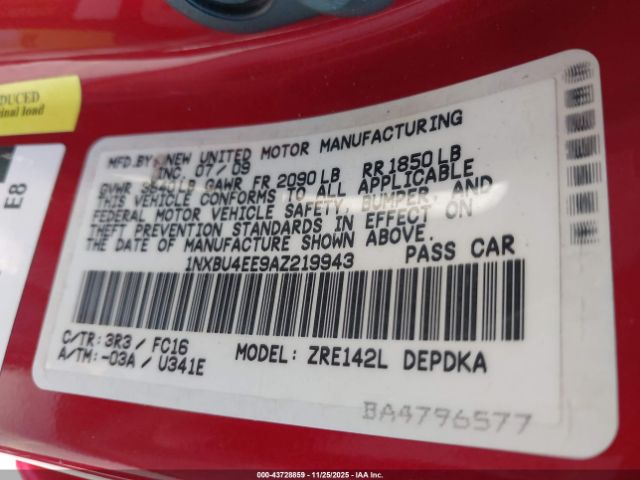 DUCED
inal load
E8
MFD.BY: NEW UNITED MOTOR MANUFACTURING
INC. 07/09
GVWR 3640LB GAWR FR 2090LB RR1850LB
THIS VEHICLE CONFORMS TO ALL APPLICABLE
FEDERAL MOTOR VEHICLE SAFETY, BUMPER, AND
THEFT PREVENTION STANDARDS IN EFFECT ON
THE DATE OF MANUFACTURE SHOWN ABOVE.
1NXBU4EE9AZ219943 PASS CAR
C/TR: 3R3 / FC16
A/TM: -03A / U341E
MODEL: ZRE142L DEPDKA
BA4796577
000-43728859 - 11/25/2025 - IAA Inc.